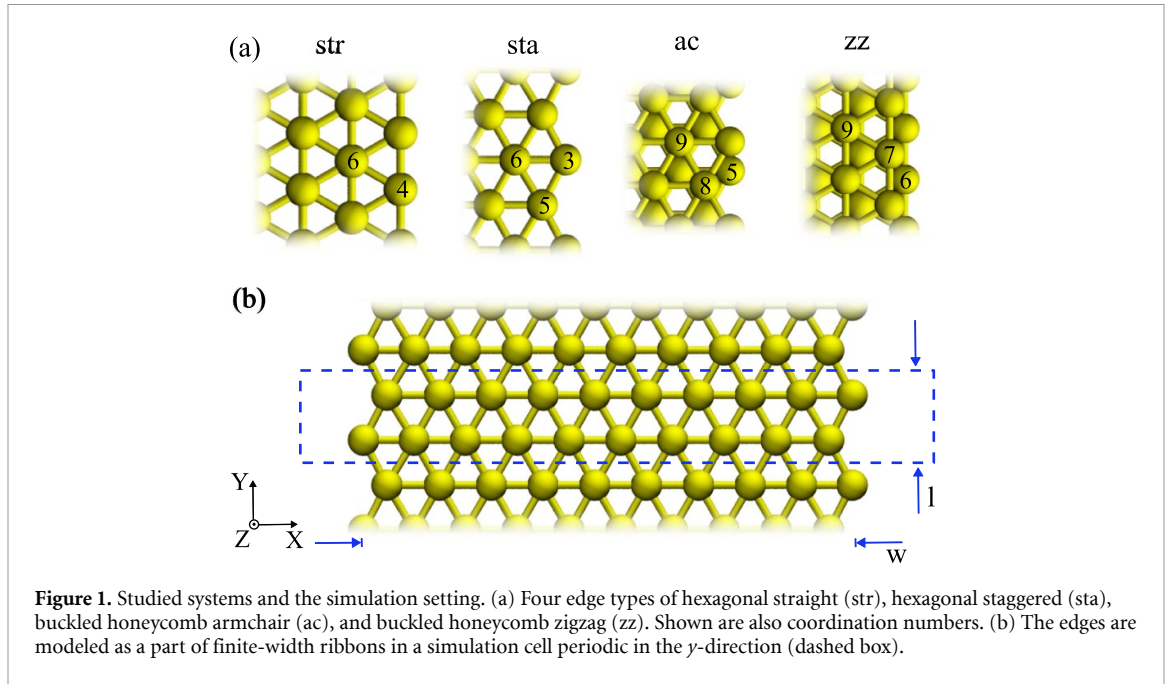 (a) str sta ac zz
9 9
6 6 3 5 7
4 5 8 6
(b)
Y
Z X
l
w
Figure 1. Studied systems and the simulation setting. (a) Four edge types of hexagonal straight (str), hexagonal staggered (sta),
buckled honeycomb armchair (ac), and buckled honeycomb zigzag (zz). Shown are also coordination numbers. (b) The edges are
modeled as a part of finite-width ribbons in a simulation cell periodic in the y-direction (dashed box).